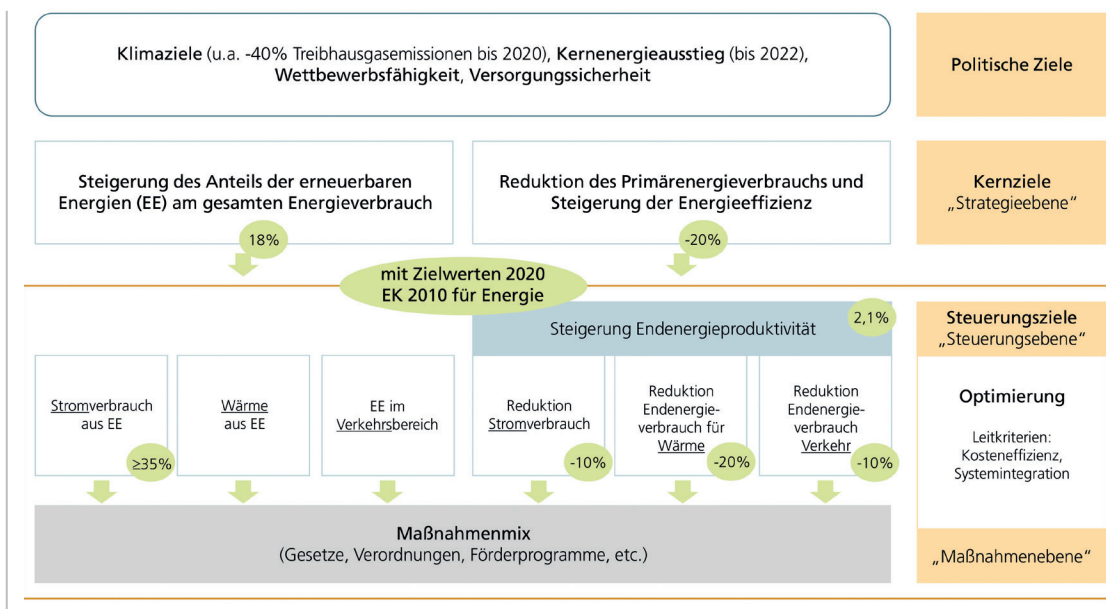 Klimaziele (u.a. -40% Treibhausgasemissionen bis 2020), Kernenergieausstieg (bis 2022),
Wettbewerbsfähigkeit, Versorgungssicherheit
Politische Ziele
Steigerung des Anteils der erneuerbaren
Energien (EE) am gesamten Energieverbrauch
18%
Reduktion des Primärenergieverbrauchs und
Steigerung der Energieeffizienz
-20%
Kernziele
„Strategieebene“
mit Zielwerten 2020
EK 2010 für Energie
Steigerung Endenergieproduktivität
2,1%
Steuerungsziele
„Steuerungsebene“
Stromverbrauch
aus EE
≥35%
Wärme
aus EE
EE im
Verkehrsbereich
Reduktion
Stromverbrauch
-10%
Reduktion
Endenergie-
verbrauch für
Wärme
-20%
Reduktion
Endenergie-
verbrauch
Verkehr
-10%
Optimierung
Leitkriterien:
Kosteneffizienz,
Systemintegration
Maßnahmenmix
(Gesetze, Verordnungen, Förderprogramme, etc.)
„Maßnahmenebene“